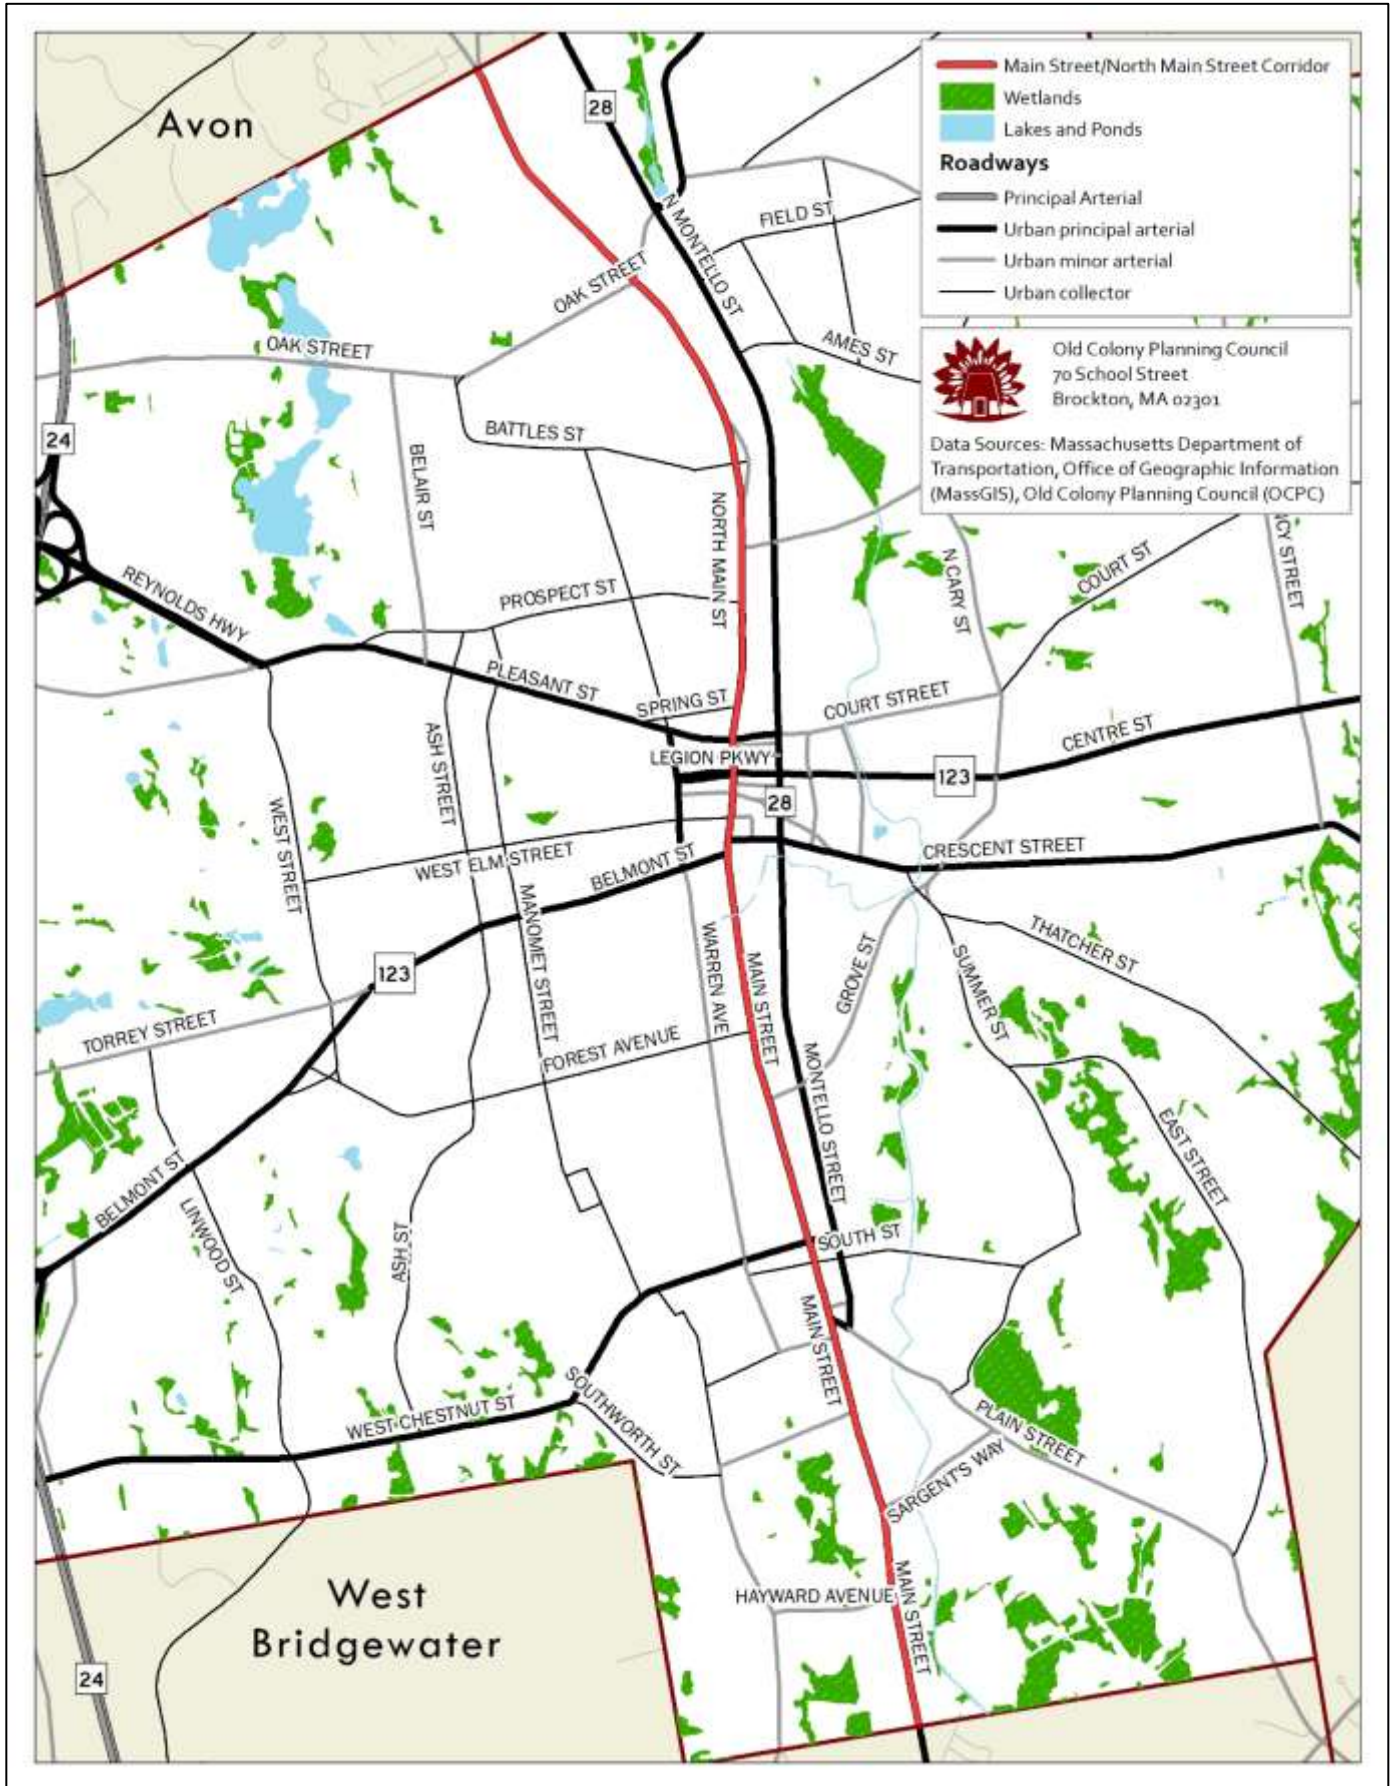 Avon
28
Main Street/North Main Street Corridor
Wetlands
Lakes and Ponds
Roadways
Principal Arterial
Urban principal arterial
Urban minor arterial
Urban collector
N MONTELLO ST
FIELD ST
OAK STREET
OAK STREET
AMES ST
Old Colony Planning Council
70 School Street
Brockton, MA 02301
Data Sources: Massachusetts Department of
Transportation, Office of Geographic Information
(MassGIS), Old Colony Planning Council (OCPC)
24
BATTLES ST
BELAIR ST
NORTH MAIN ST
NCY STREET
N CARY ST
COURT ST
REYNOLDS HWY
PROSPECT ST
PLEASANT ST
SPRING ST
COURT STREET
CENTRE ST
ASH STREET
LEGION PKWY
123
28
WEST STREET
WEST ELM STREET
BELMONT ST
CRESCENT STREET
MANOMET STREET
WARREN AVE
MAIN STREET
GROVE ST
SUMMER ST
THATCHER ST
123
TORREY STREET
FOREST AVENUE
MONTELLO STREET
EAST STREET
BELMONT ST
LINWOOD ST
ASH ST
SOUTH ST
MAIN STREET
WEST CHESTNUT ST
SOUTHWORTH ST
PLAIN STREET
SARGENT'S WAY
MAIN STREET
HAYWARD AVENUE
West
Bridgewater
24